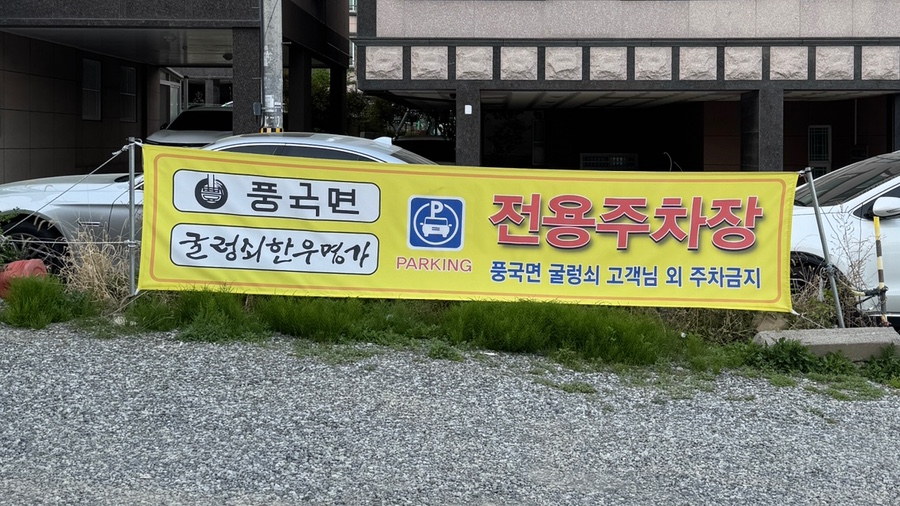 풍국면
굴렁쇠한우명가
P
PARKING
전용주차장
풍국면 굴렁쇠 고객님 외 주차금지